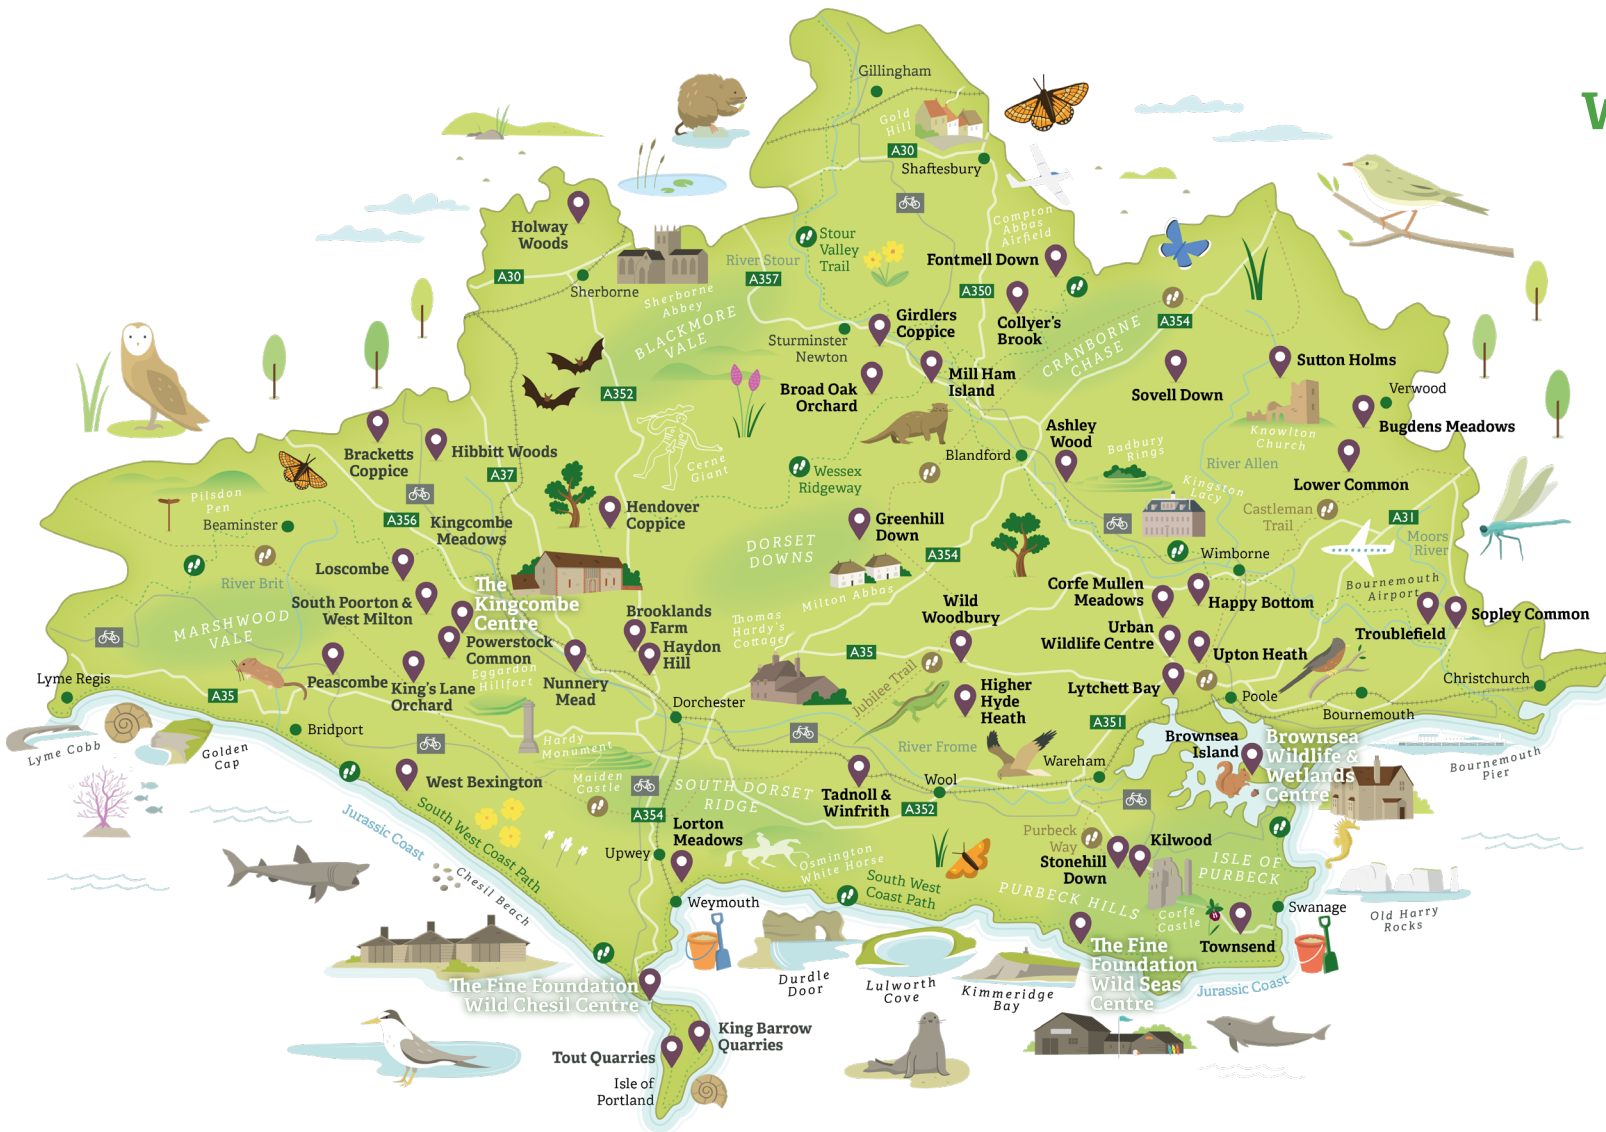 W
Gillingham
Gold
Hill
A30
Shaftesbury
Holway
Woods
Compton
Abbas
Airfield
Stour
Valley
Trail
River Stour
A30
Sherborne
Sherborne
Abbey
A357
Fontmell Down
A350
Collyer's
Brook
BLACKMORE
VALE
Girdlers
Coppice
Sturminster
Newton
CRANBORNE
CHASE
A354
Sutton Holms
Mill Ham
Island
Broad Oak
Orchard
Sovell Down
Verwood
A352
Knowlton
Church
Bugdens Meadows
Bracketts
Coppice
Hibbitt Woods
Cerne
Giant
Ashley
Wood
Badbury
Rings
Blandford
River Allen
Lower Common
A37
Wessex
Ridgeway
Kingston
Lacy
Pilsdon
Pen
Beaminster
A356
Kingcombe
Meadows
Hendover
Coppice
Greenhill
Down
Castleman
Trail
A31
Moors
River
DORSET
DOWNS
A354
Wimborne
Loscombe
River Brit
The
Kingcombe
Centre
Milton Abbas
Corfe Mullen
Meadows
Happy Bottom
Bournemouth
Airport
South Poorton &
West Milton
Brooklands
Farm
Thomas
Hardy's
Cottage
Wild
Woodbury
Sopley Common
Troublefield
MARSHWOOD
VALE
Powerstock
Common
Haydon
Hill
A35
Urban
Wildlife Centre
Upton Heath
Lyme Regis
A35
Peascombe
King's Lane
Orchard
Eggardon
Hillfort
Nunnery
Mead
Jubilee Trail
Higher
Hyde
Heath
Lytchett Bay
Poole
Christchurch
Bournemouth
Dorchester
A351
Lyme Cobb
Golden
Cap
Bridport
Hardy
Monument
River Frome
Brownsea
Island
Brownsea
Wildlife &
Wetlands
Centre
Bournemouth
Pier
West Bexington
Maiden
Castle
SOUTH DORSET
RIDGE
Tadnoll &
Winfrith
Wool
Wareham
A352
A354
Jurassic Coast
South West Coast Path
Lorton
Meadows
Upwey
Osmington
White Horse
Purbeck
Way
Stonehill
Down
Kilwood
ISLE OF
PURBECK
Chesil Beach
South West
Coast Path
PURBECK HILLS
Corfe
Castle
Swanage
Old Harry
Rocks
Weymouth
Townsend
The Fine Foundation
Wild Chesil Centre
Durdle
Door
Lulworth
Cove
Kimmeridge
Bay
The Fine
Foundation
Wild Seas
Centre
Jurassic Coast
King Barrow
Quarries
Tout Quarries
Isle of
Portland